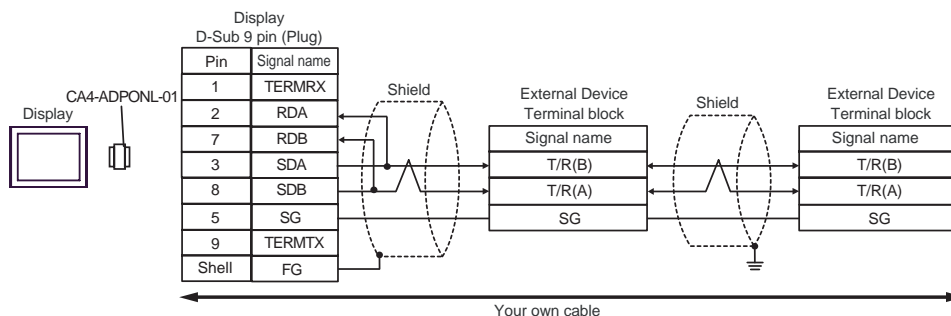 Display
D-Sub 9 pin (Plug)
Pin Signal name
1 TERMRX
2 RDA
7 RDB
3 SDA
8 SDB
5 SG
9 TERMTX
Shell FG
CA4-ADPONL-01
Display
Shield
External Device
Terminal block
Signal name
T/R(B)
T/R(A)
SG
Shield
External Device
Terminal block
Signal name
T/R(B)
T/R(A)
SG
Your own cable